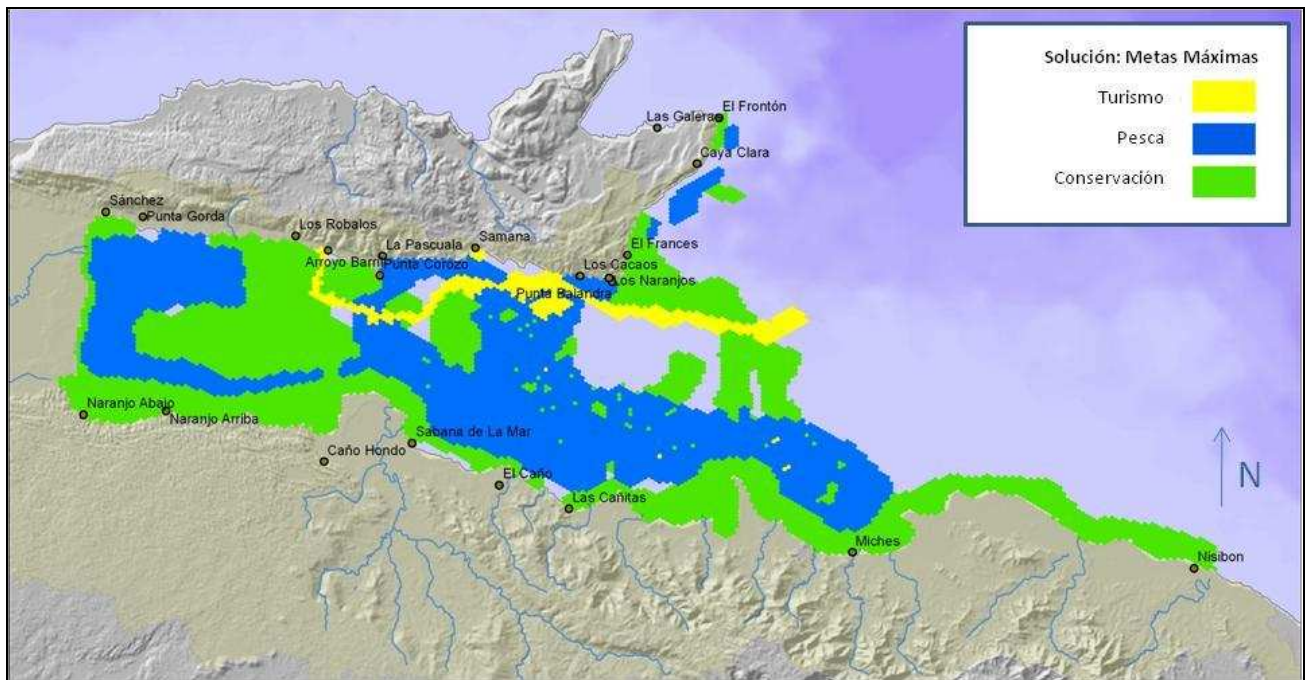 Solución: Metas Máximas
Turismo
Pesca
Conservación
El Frontón
Las Galeras
Caya Clara
Sánchez
Punta Gorda
Los Robalos
La Pascuala
Samana
El Frances
Arroyo Barril
Punta Corozo
Los Cacaos
Los Naranjos
Punta Balandra
Naranjo Abajo
Naranjo Arriba
Sabana de La Mar
Caño Hondo
El Caño
Las Cañitas
Miches
Nisibon
N